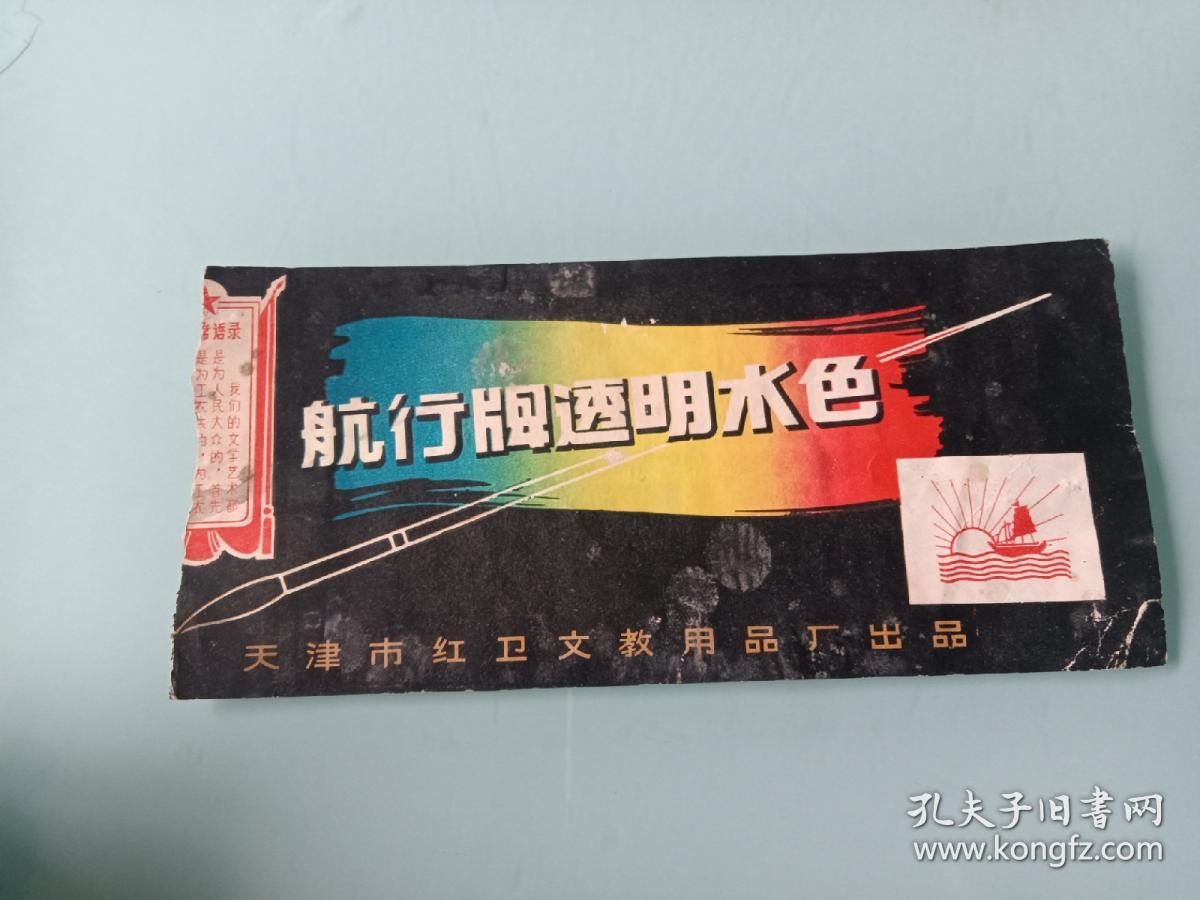 席语录
我们的文学艺术都
是为人民大众的，首先
是为工农兵的，为工农
航行牌透明水色
天津市红卫文教用品厂出品
孔夫子旧书网
www.kongfz.com